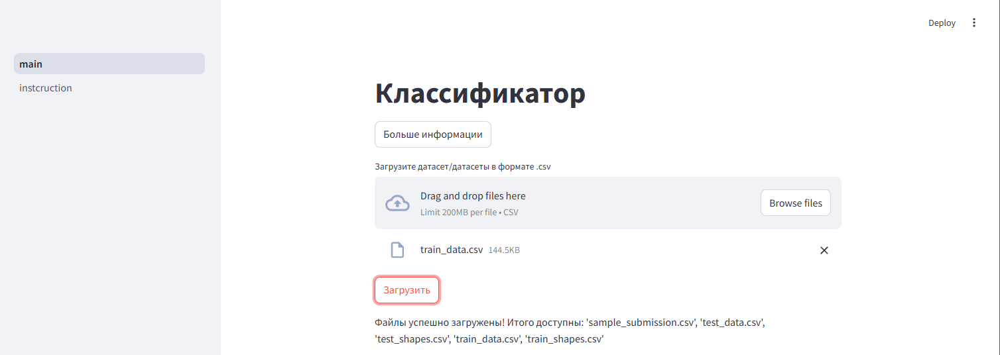 Deploy
main
instcruction
Классификатор
Больше информации
Загрузите датасет/датасеты в формате .csv
Drag and drop files here
Limit 200MB per file • CSV
Browse files
train_data.csv 144.5KB
Загрузить
Файлы успешно загружены! Итого доступны: 'sample_submission.csv', 'test_data.csv',
'test_shapes.csv', 'train_data.csv', 'train_shapes.csv'